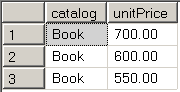 catalog unitPrice
1 Book 700.00
2 Book 600.00
3 Book 550.00